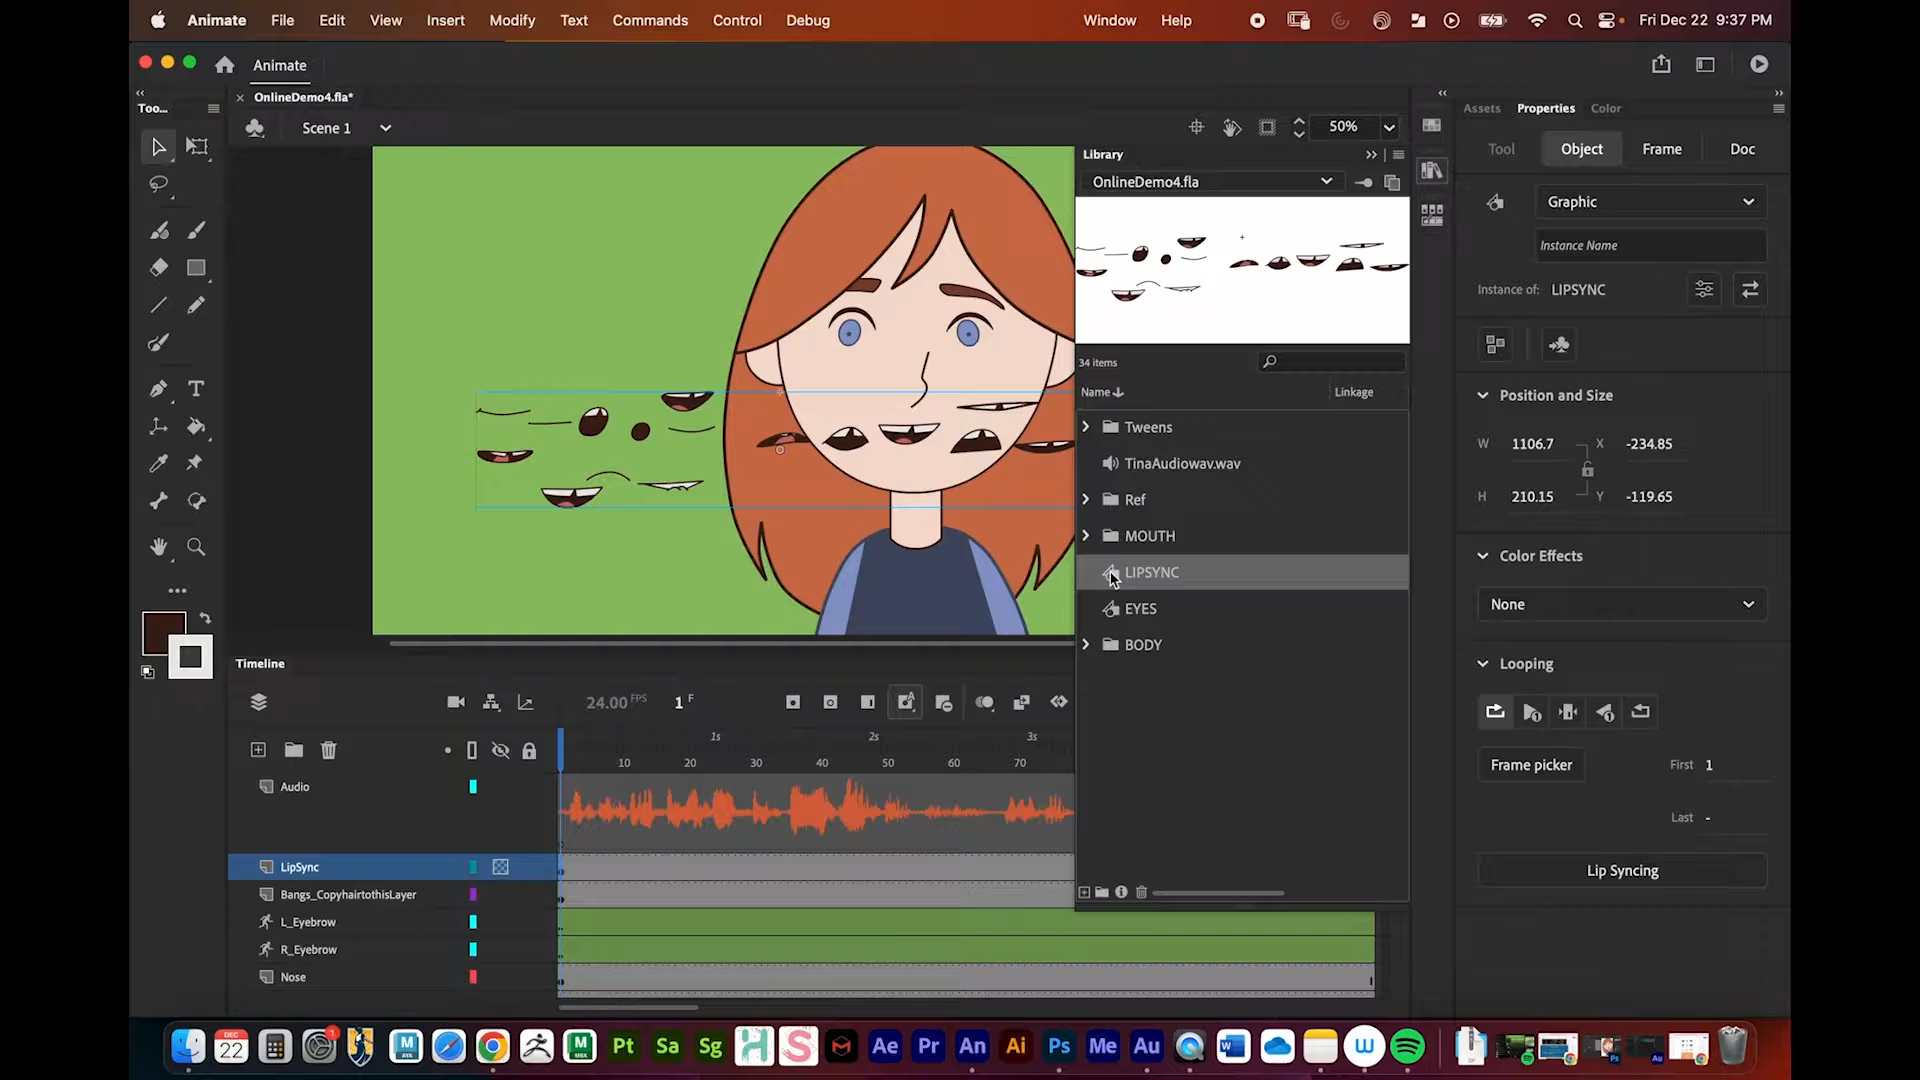 Animate File Edit View Insert Modify Text Commands Control Debug Window Help Fri Dec 22 9:37 PM
Animate
Too... OnlineDemo4.fla*
Assets Properties Color
Scene 1 50%
Library
OnlineDemo4.fla
Tool Object Frame Doc
Graphic
Instance Name
Instance of: LIPSYNC
34 items
Name Linkage
Tweens
TinaAudiowav.wav
Ref
MOUTH
LIPSYNC
EYES
BODY
Position and Size
W 1106.7 X -234.85
H 210.15 Y -119.65
Color Effects
None
Looping
Frame picker First 1
Last -
Lip Syncing
T
Timeline
24.00 FPS 1 F
1s 2s 3s
10 20 30 40 50 60 70
Audio
LipSync
Bangs_CopyhairtothisLayer
L_Eyebrow
R_Eyebrow
Nose
DEC 22 1 M M Pt Sa Sg H S Ae Pr An Ai Ps Me Au W W